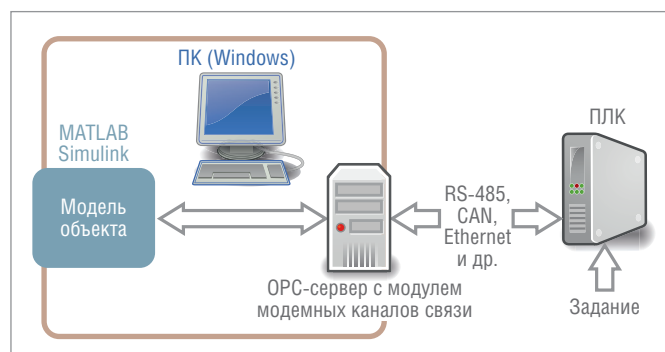 ПК (Windows)
MATLAB
Simulink
Модель
объекта
RS-485,
CAN,
Ethernet
и др.
ПЛК
OPC-сервер с модулем
модемных каналов связи
Задание